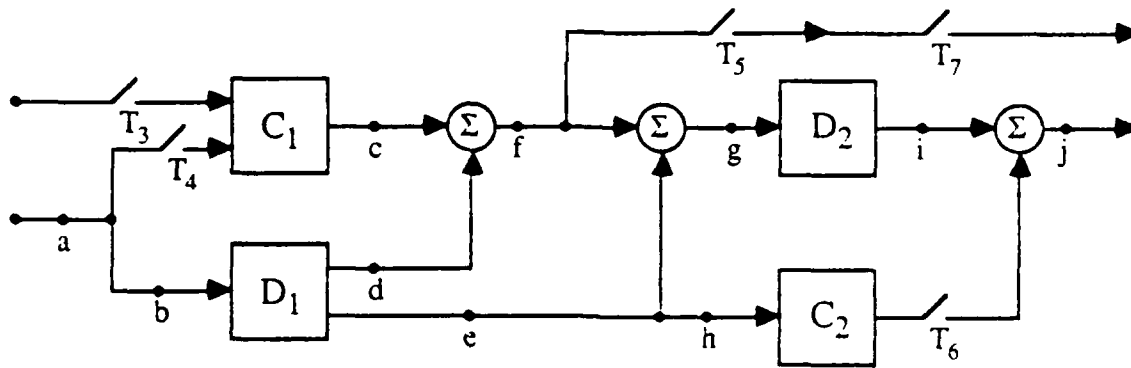 T5 T7
T3 C1 Σ Σ D2 Σ
T4 c f g i j
a
b D1 d
e h C2 T6